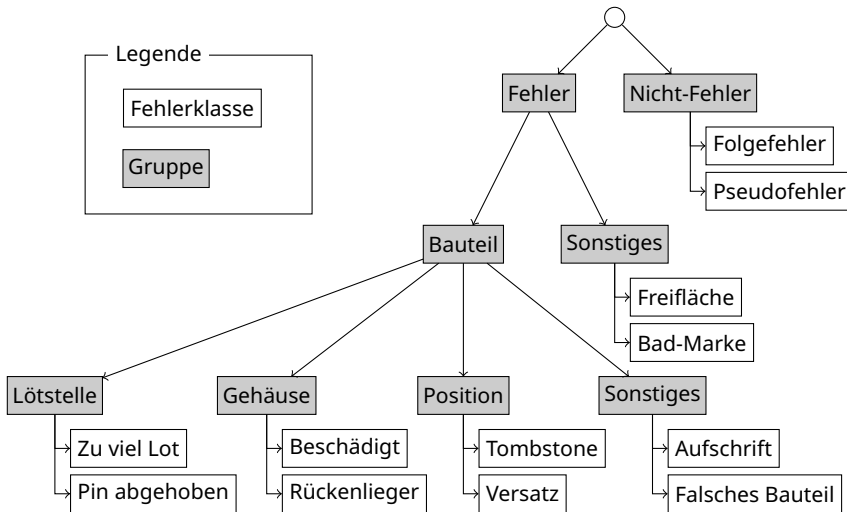 Legende
Fehlerklasse
Gruppe
Fehler
Nicht-Fehler
Folgefehler
Pseudofehler
Bauteil
Sonstiges
Freifläche
Bad-Marke
Lötstelle
Gehäuse
Position
Sonstiges
Zu viel Lot
Beschädigt
Tombstone
Aufschrift
Pin abgehoben
Rückenlieger
Versatz
Falsches Bauteil